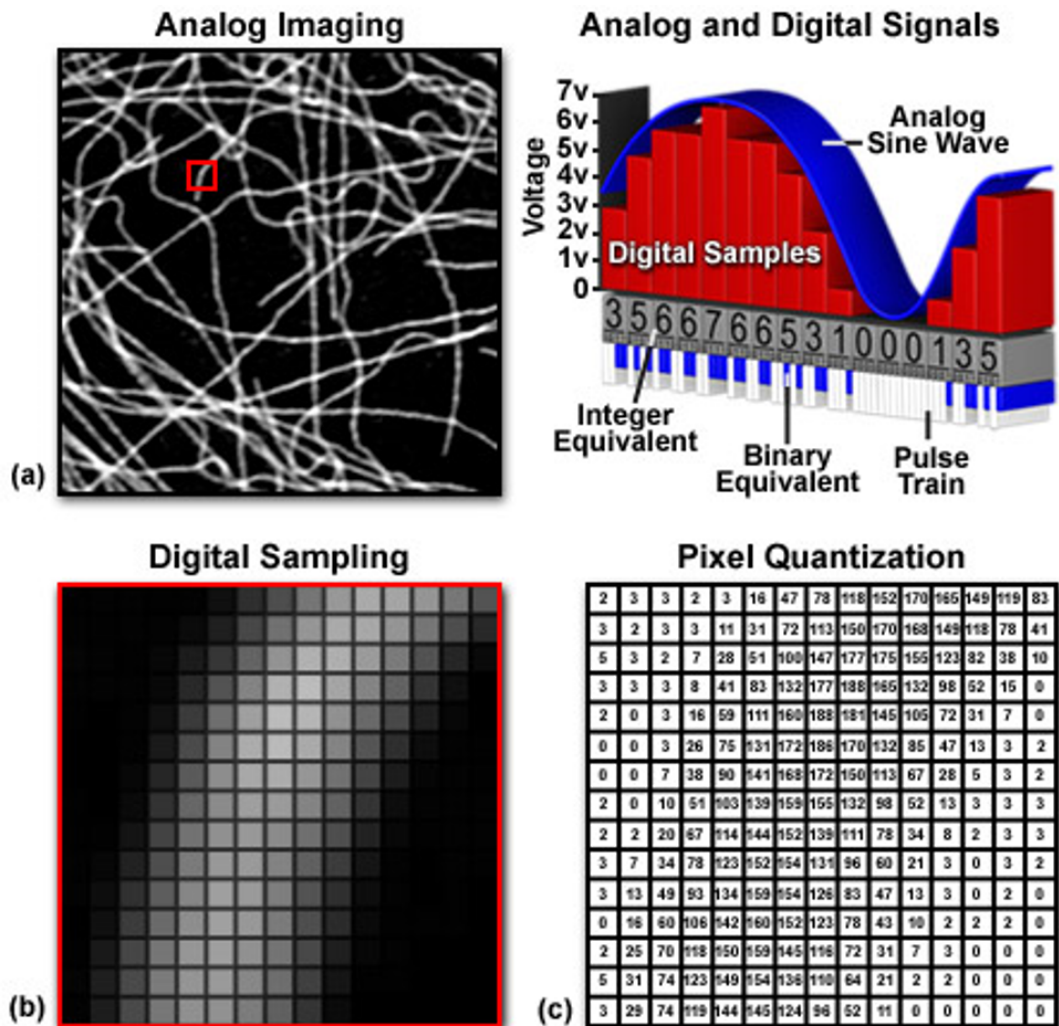 Analog Imaging
Analog and Digital Signals
7v
6v
5v
4v
3v
2v
1v
0
Voltage
Analog
Sine Wave
Digital Samples
3 5 6 6 7 6 6 5 3 1 0 0 0 1 3 5
Integer
Equivalent
Binary
Equivalent
Pulse
Train
(a)
Digital Sampling
Pixel Quantization
2 3 3 2 3 16 47 78 118 152 170 165 149 119 83
3 2 3 3 11 31 72 113 150 170 168 149 118 78 41
5 3 2 7 28 51 100 147 177 175 155 123 82 38 10
3 3 3 8 41 83 132 177 188 165 132 98 52 15 0
2 0 3 16 59 111 160 188 181 145 105 72 31 7 0
0 0 3 26 75 131 172 186 170 132 85 47 13 3 2
0 0 7 38 90 141 168 172 150 113 67 28 5 3 2
2 0 10 51 103 139 159 155 132 98 52 13 3 3 3
2 2 20 67 114 144 152 139 111 78 34 8 2 3 3
3 7 34 78 123 152 154 131 96 60 21 3 0 3 2
3 13 49 93 134 159 154 126 83 47 13 3 0 2 0
0 16 60 106 142 160 152 123 78 43 10 2 2 2 0
2 25 70 118 150 159 145 116 72 31 7 3 0 0 0
5 31 74 123 149 154 136 110 64 21 2 2 0 0 0
3 29 74 119 144 145 124 96 52 11 0 0 0 0 0
(b)
(c)